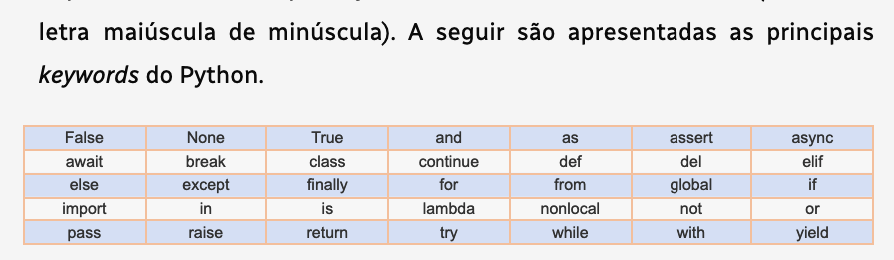 letra maiúscula de minúscula). A seguir são apresentadas as principais
keywords do Python.
False None True and as assert async
await break class continue def del elif
else except finally for from global if
import in is lambda nonlocal not or
pass raise return try while with yield